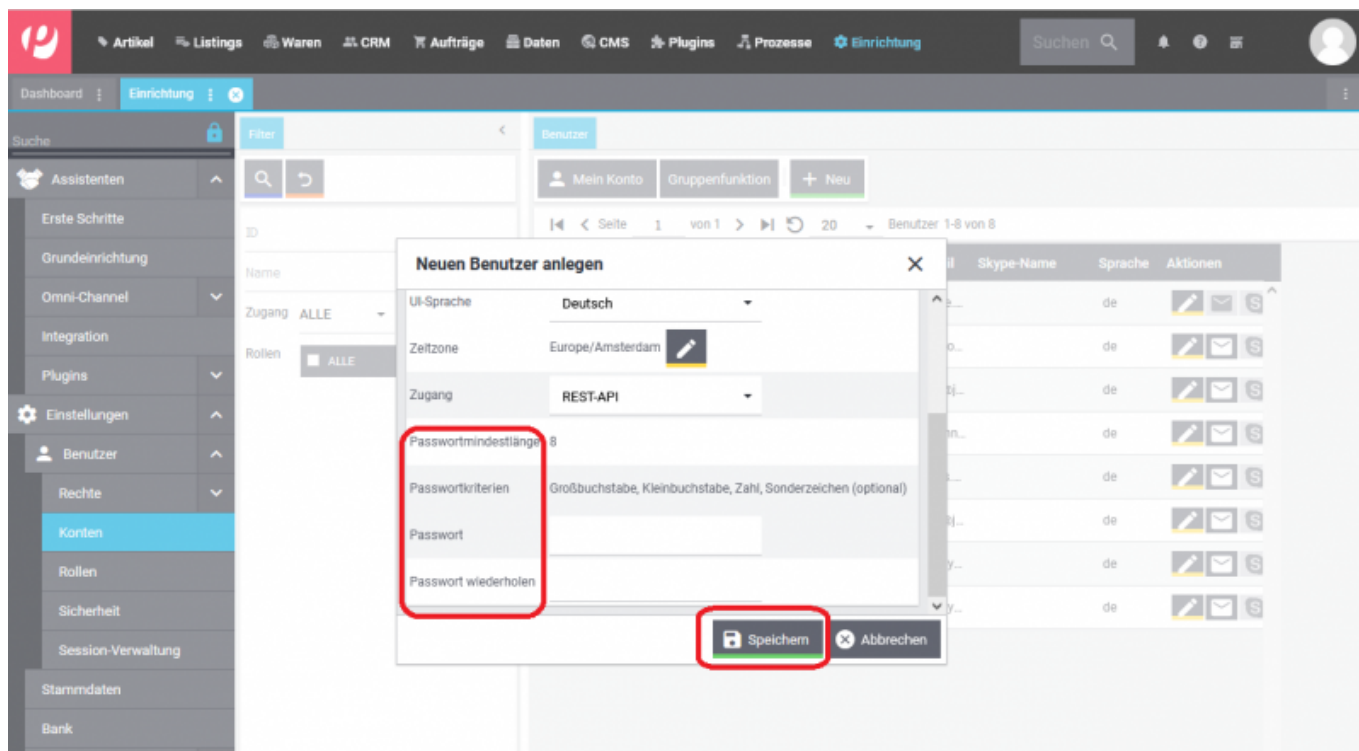 Artikel Listings Waren CRM Aufträge Daten CMS Plugins Prozesse Einrichtung Suchen
Dashboard Einrichtung
Suche
Assistenten
Erste Schritte
Grundeinrichtung
Omni-Channel
Integration
Plugins
Einstellungen
Benutzer
Rechte
Konten
Rollen
Sicherheit
Session-Verwaltung
Stammdaten
Bank
Filter
ID
Name
Zugang ALLE
Rollen ALLE
Benutzer
Mein Konto Gruppenfunktion + Neu
Seite 1 von 1 20 Benutzer 1-8 von 8
Skype-Name Sprache Aktionen
de
de
de
de
de
de
de
de
Neuen Benutzer anlegen
UI-Sprache Deutsch
Zeitzone Europe/Amsterdam
Zugang REST-API
Passwortmindestlänge 8
Passwortkriterien Großbuchstabe, Kleinbuchstabe, Zahl, Sonderzeichen (optional)
Passwort
Passwort wiederholen
Speichern Abbrechen